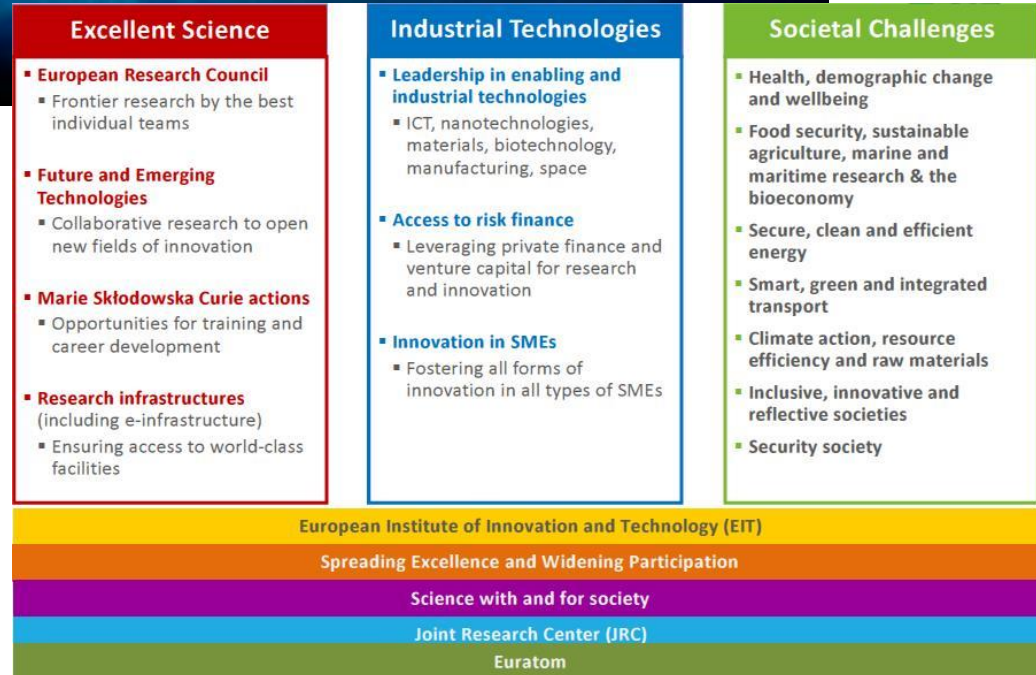 Excellent Science
▪ European Research Council
▪ Frontier research by the best
individual teams
▪ Future and Emerging
Technologies
▪ Collaborative research to open
new fields of innovation
▪ Marie Skłodowska Curie actions
▪ Opportunities for training and
career development
▪ Research infrastructures
(including e-infrastructure)
▪ Ensuring access to world-class
facilities
Industrial Technologies
▪ Leadership in enabling and
industrial technologies
▪ ICT, nanotechnologies,
materials, biotechnology,
manufacturing, space
▪ Access to risk finance
▪ Leveraging private finance and
venture capital for research
and innovation
▪ Innovation in SMEs
▪ Fostering all forms of
innovation in all types of SMEs
Societal Challenges
▪ Health, demographic change
and wellbeing
▪ Food security, sustainable
agriculture, marine and
maritime research & the
bioeconomy
▪ Secure, clean and efficient
energy
▪ Smart, green and integrated
transport
▪ Climate action, resource
efficiency and raw materials
▪ Inclusive, innovative and
reflective societies
▪ Security society
European Institute of Innovation and Technology (EIT)
Spreading Excellence and Widening Participation
Science with and for society
Joint Research Center (JRC)
Euratom